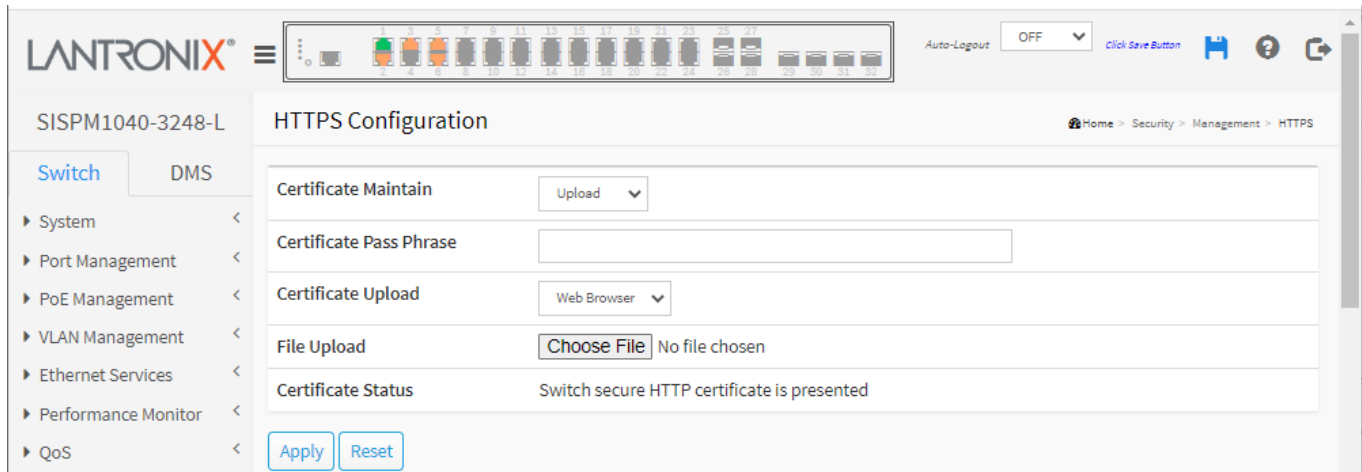 LANTRONIX®
1 3 5 7 9 11 13 15 17 19 21 23 25 27
2 4 6 8 10 12 14 16 18 20 22 24 26 28 29 30 31 32
Auto-Logout OFF Click Save Button
SISPM1040-3248-L
HTTPS Configuration
Home > Security > Management > HTTPS
Switch DMS
System
Port Management
PoE Management
VLAN Management
Ethernet Services
Performance Monitor
QoS
Certificate Maintain Upload
Certificate Pass Phrase
Certificate Upload Web Browser
File Upload Choose File No file chosen
Certificate Status Switch secure HTTP certificate is presented
Apply Reset